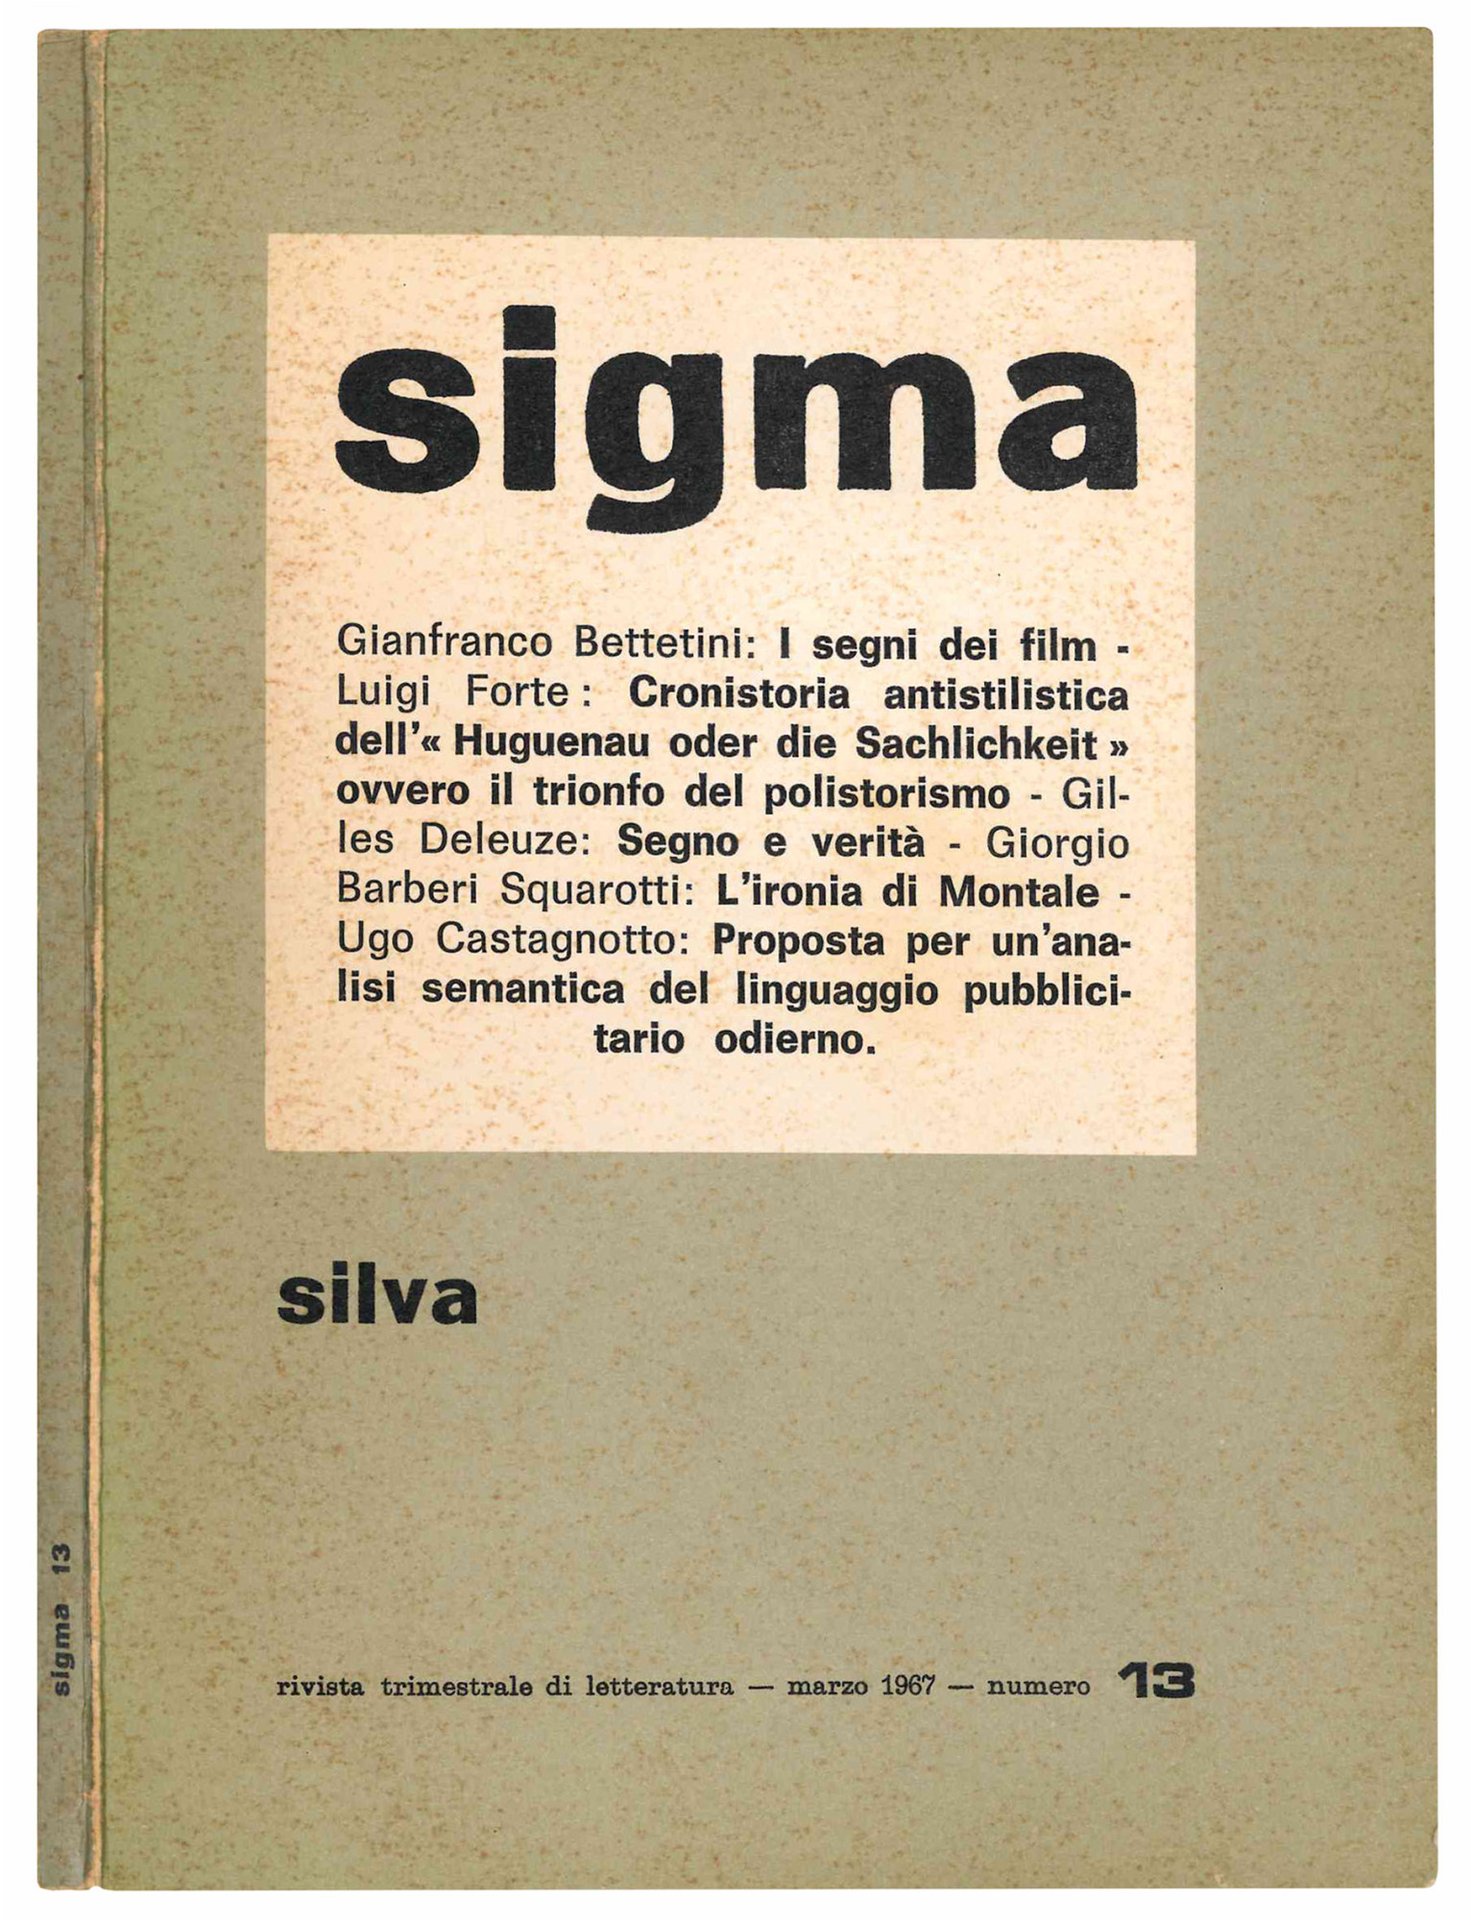 sigma
Gianfranco Bettetini: I segni dei film -
Luigi Forte : Cronistoria antistilistica
dell'« Huguenau oder die Sachlichkeit »
ovvero il trionfo del polistorismo - Gil-
les Deleuze: Segno e verità - Giorgio
Barberi Squarotti: L'ironia di Montale -
Ugo Castagnotto: Proposta per un'ana-
lisi semantica del linguaggio pubblici-
tario odierno.
silva
rivista trimestrale di letteratura — marzo 1967 — numero 13
sigma 13